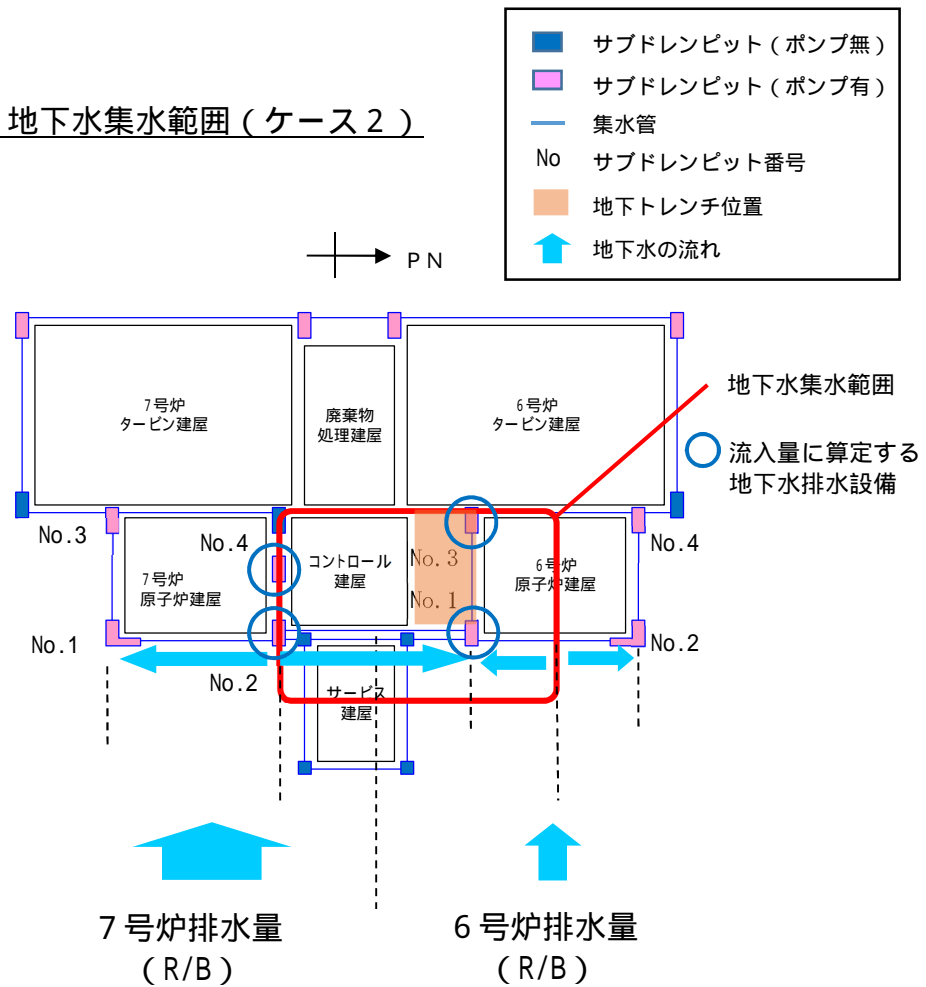 地下水集水範囲（ケース２）
サブドレンピット（ポンプ無）
サブドレンピット（ポンプ有）
集水管
No サブドレンピット番号
地下トレンチ位置
地下水の流れ
ＰＮ
7号炉
タービン建屋
廃棄物
処理建屋
6号炉
タービン建屋
地下水集水範囲
流入量に算定する
地下水排水設備
No.3
No.4
7号炉
原子炉建屋
コントロール
建屋
No.3
No.1
6号炉
原子炉建屋
No.4
No.1
No.2
No.2
サービス
建屋
７号炉排水量
（R/B）
６号炉排水量
（R/B）